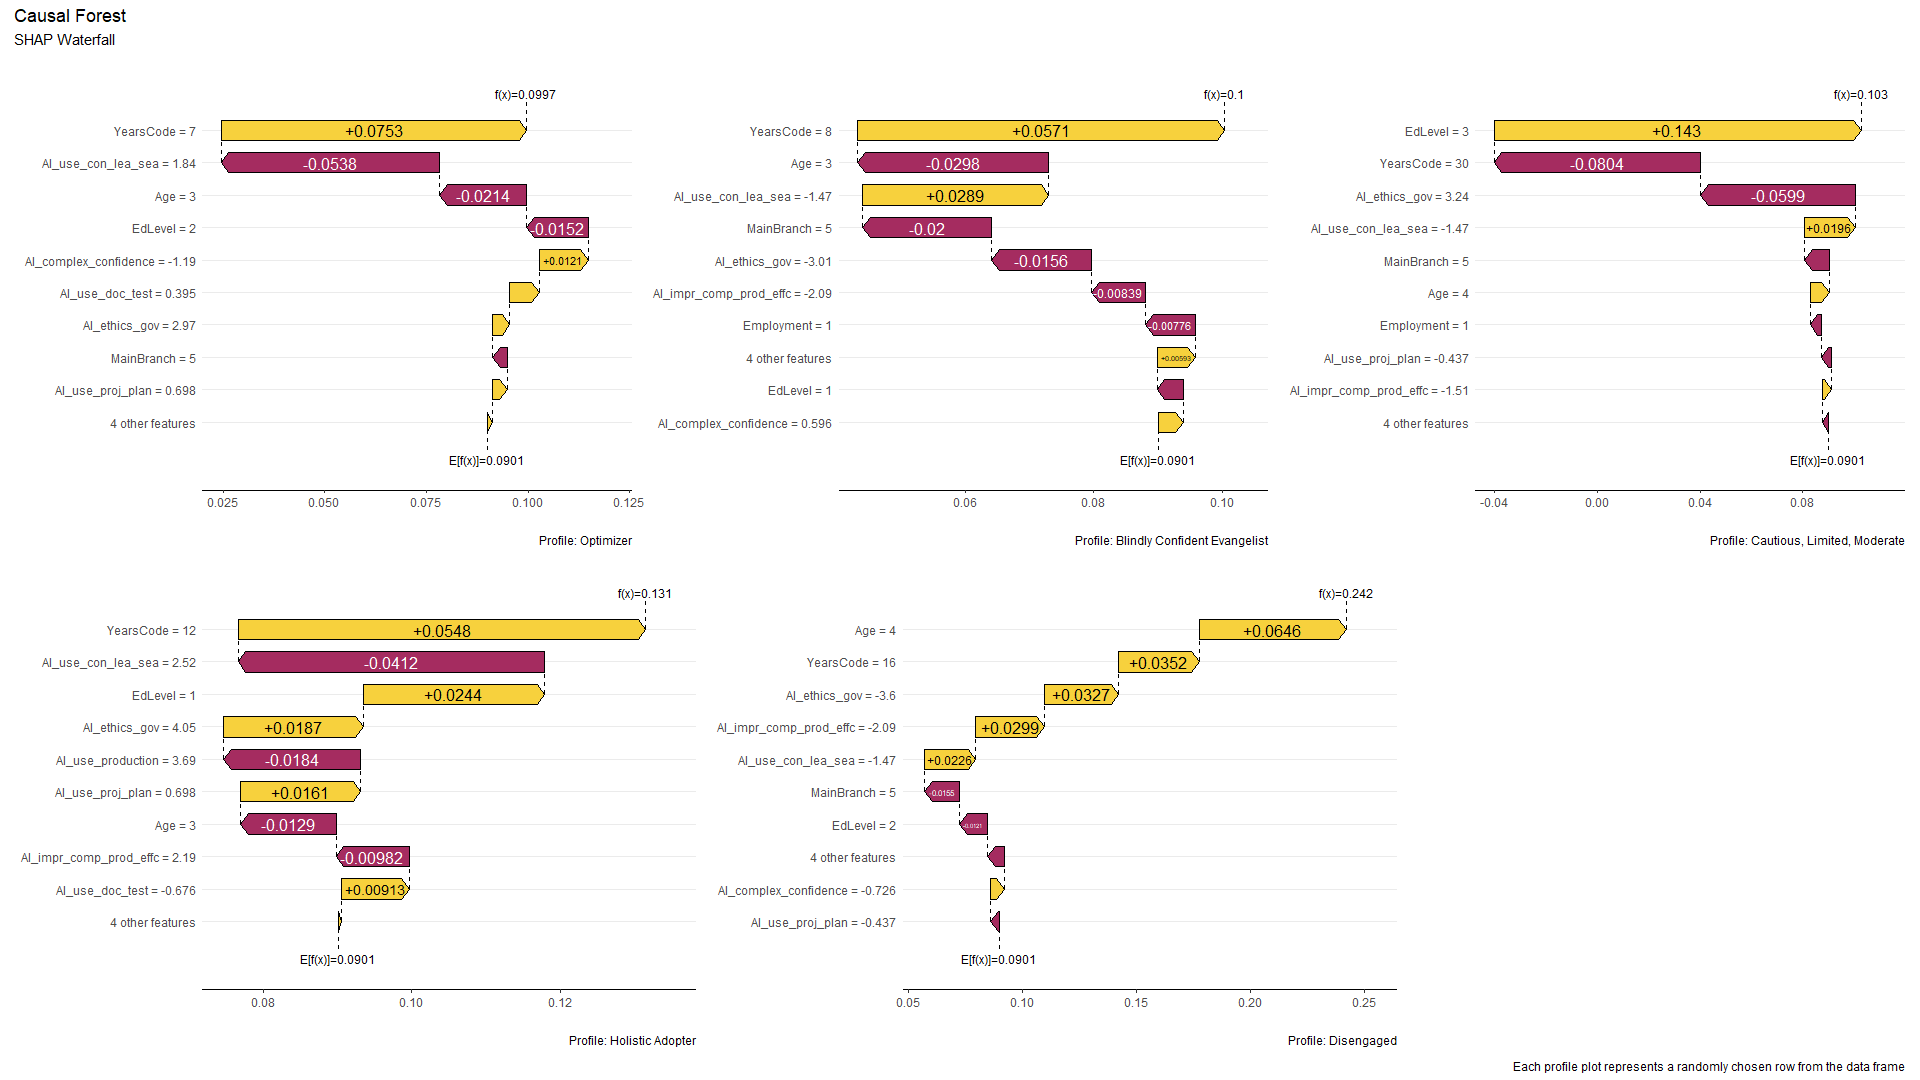 Causal Forest
SHAP Waterfall
f(x)=0.0997
YearsCode = 7
+0.0753
AI_use_con_lea_sea = 1.84
-0.0538
Age = 3
-0.0214
EdLevel = 2
-0.0152
AI_complex_confidence = -1.19
+0.0121
AI_use_doc_test = 0.395
AI_ethics_gov = 2.97
MainBranch = 5
AI_use_proj_plan = 0.698
4 other features
E[f(x)]=0.0901
0.025 0.050 0.075 0.100 0.125
Profile: Optimizer
f(x)=0.1
YearsCode = 8
+0.0571
Age = 3
-0.0298
AI_use_con_lea_sea = -1.47
+0.0289
MainBranch = 5
-0.02
AI_ethics_gov = -3.01
-0.0156
AI_impr_comp_prod_effc = -2.09
-0.00839
Employment = 1
-0.00776
4 other features
+0.00593
EdLevel = 1
AI_complex_confidence = 0.596
E[f(x)]=0.0901
0.06 0.08 0.10
Profile: Blindly Confident Evangelist
f(x)=0.103
EdLevel = 3
+0.143
YearsCode = 30
-0.0804
AI_ethics_gov = 3.24
-0.0599
AI_use_con_lea_sea = -1.47
+0.0196
MainBranch = 5
Age = 4
Employment = 1
AI_use_proj_plan = -0.437
AI_impr_comp_prod_effc = -1.51
4 other features
E[f(x)]=0.0901
-0.04 0.00 0.04 0.08
Profile: Cautious, Limited, Moderate
f(x)=0.131
YearsCode = 12
+0.0548
AI_use_con_lea_sea = 2.52
-0.0412
EdLevel = 1
+0.0244
AI_ethics_gov = 4.05
+0.0187
AI_use_production = 3.69
-0.0184
AI_use_proj_plan = 0.698
+0.0161
Age = 3
-0.0129
AI_impr_comp_prod_effc = 2.19
-0.00982
AI_use_doc_test = -0.676
+0.00913
4 other features
E[f(x)]=0.0901
0.08 0.10 0.12
Profile: Holistic Adopter
f(x)=0.242
Age = 4
+0.0646
YearsCode = 16
+0.0352
AI_ethics_gov = -3.6
+0.0327
AI_impr_comp_prod_effc = -2.09
+0.0299
AI_use_con_lea_sea = -1.47
+0.0226
MainBranch = 5
-0.0155
EdLevel = 2
-0.0121
4 other features
AI_complex_confidence = -0.726
AI_use_proj_plan = -0.437
E[f(x)]=0.0901
0.05 0.10 0.15 0.20 0.25
Profile: Disengaged
Each profile plot represents a randomly chosen row from the data frame